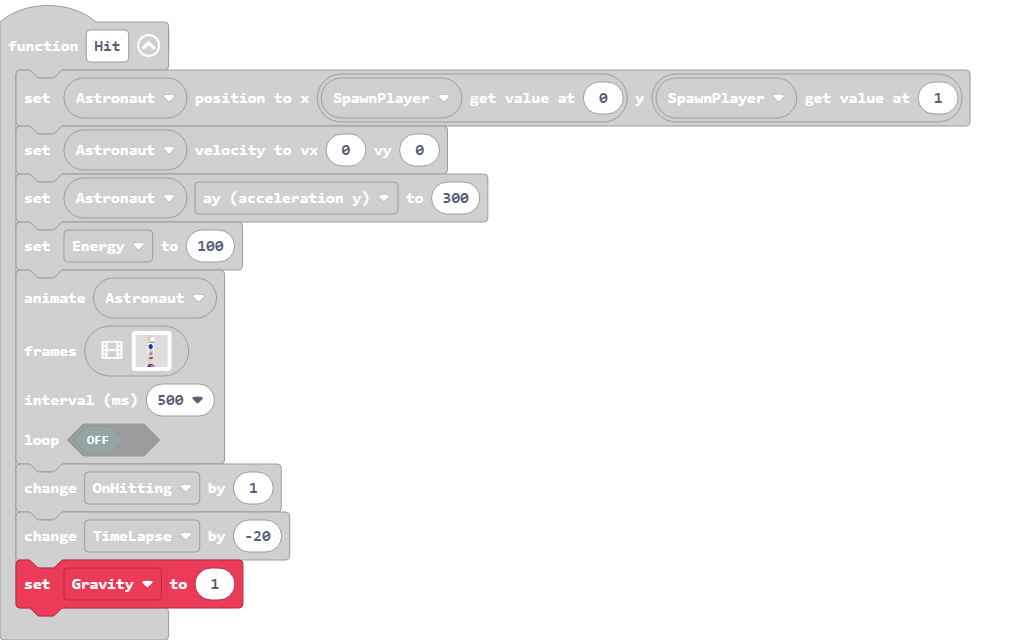 function Hit
set Astronaut position to x SpawnPlayer get value at 0 y SpawnPlayer get value at 1
set Astronaut velocity to vx 0 vy 0
set Astronaut ay (acceleration y) to 300
set Energy to 100
animate Astronaut
frames
interval (ms) 500
loop OFF
change OnHitting by 1
change TimeLapse by -20
set Gravity to 1